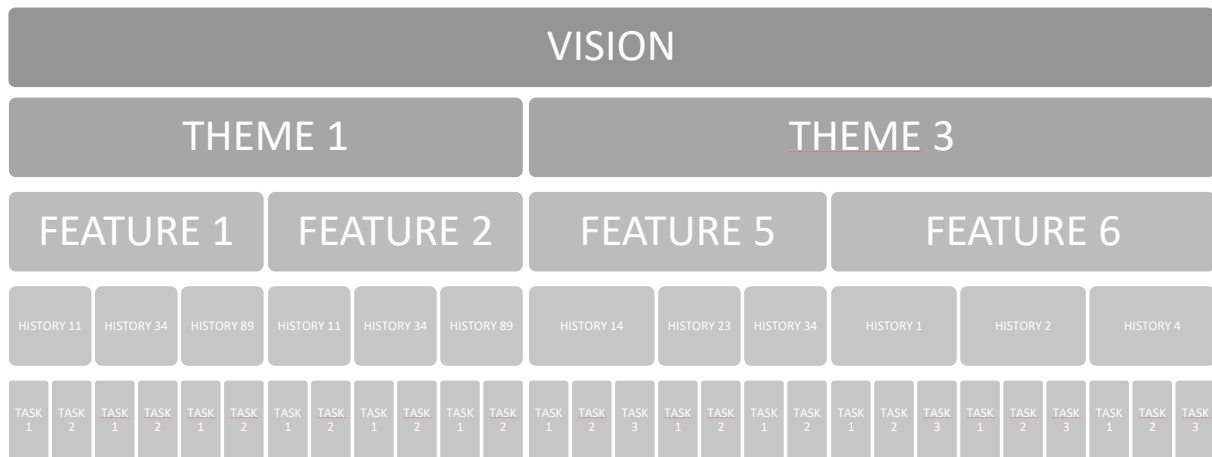 VISION
THEME 1
THEME 3
FEATURE 1
FEATURE 2
FEATURE 5
FEATURE 6
HISTORY 11
HISTORY 34
HISTORY 89
HISTORY 11
HISTORY 34
HISTORY 89
HISTORY 14
HISTORY 23
HISTORY 34
HISTORY 1
HISTORY 2
HISTORY 4
TASK
1
TASK
2
TASK
1
TASK
2
TASK
1
TASK
2
TASK
1
TASK
2
TASK
1
TASK
2
TASK
1
TASK
2
TASK
1
TASK
2
TASK
3
TASK
1
TASK
2
TASK
1
TASK
2
TASK
1
TASK
2
TASK
3
TASK
1
TASK
2
TASK
3
TASK
1
TASK
2
TASK
3